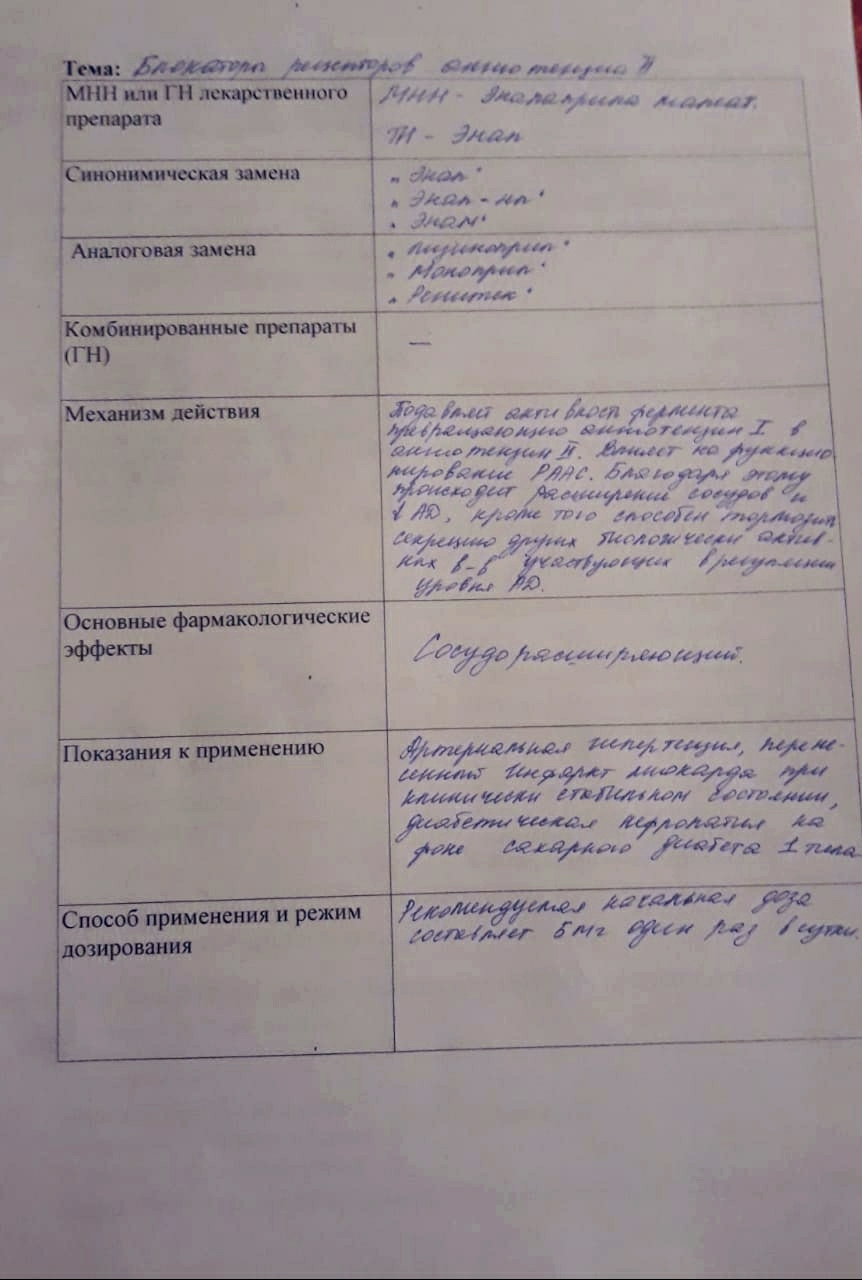 Тема: Блокаторы рецепторов ангиотензина II
МНН или ГН лекарственного
препарата
МНН - Эналаприла малеат.
ТН - Энап
Синонимическая замена
„Энап“
„Энап-нп“
„Энам“
Аналоговая замена
„Лизиноприл“
„Моноприл“
„Ренитек“
Комбинированные препараты
(ГН)
—
Механизм действия
Подавляет активность фермента
превращающего ангиотензин I в
ангиотензин II. Влияет на функцио
нирование РААС. Благодаря этому
происходит расширение сосудов и
↓АД, кроме того способен тормозить
секрецию других биологически актив-
ных в-в участвующих в регуляции
уровня АД.
Основные фармакологические
эффекты
Сосудорасширяющий.
Показания к применению
Артериальная гипертензия, перене-
сенный инфаркт миокарда при
клинически стабильном состоянии,
диабетическая нефропатия на
фоне сахарного диабета 1 типа
Способ применения и режим
дозирования
Рекомендуемая начальная доза
составляет 5 мг один раз в сутки.